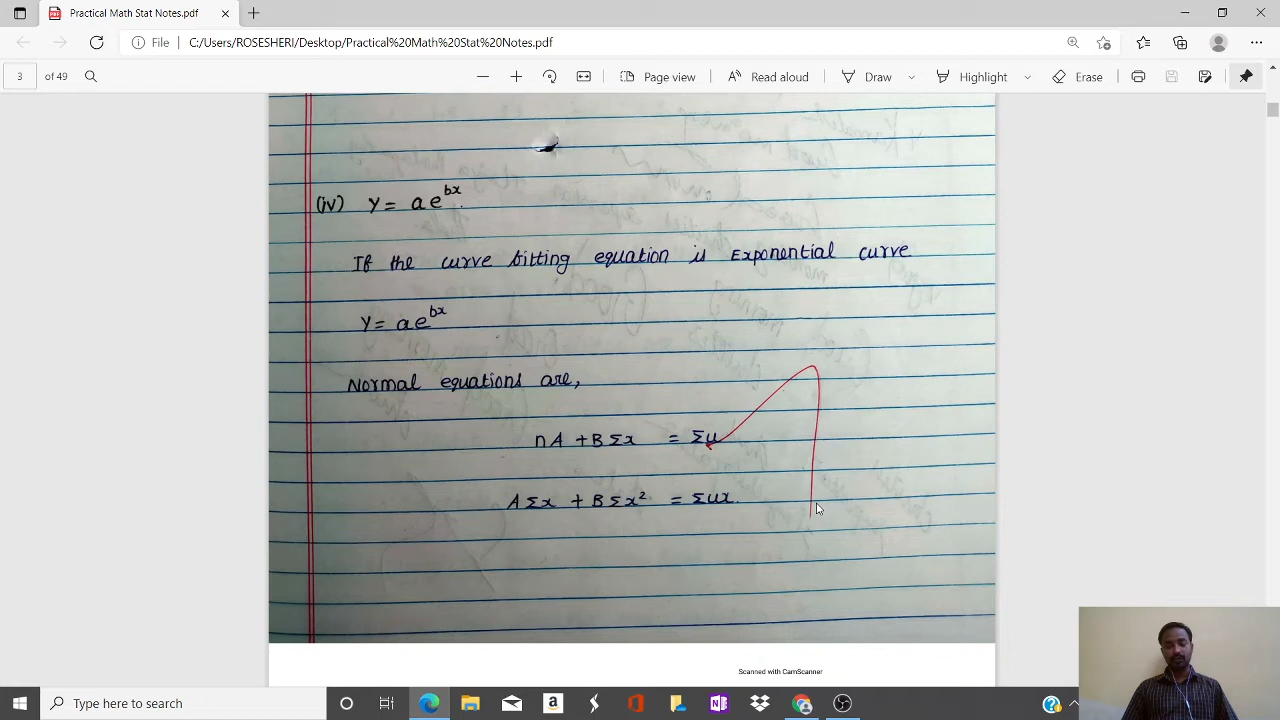 Practical Math Stat Notes.pdf
File
C:/Users/ROSESHERI/Desktop/Practical%20Math%20Stat%20Notes.pdf
3 of 49
Page view
Read aloud
Draw
Highlight
Erase
(iv) Y = ae^bx.
If the curve fitting equation is Exponential curve
Y = ae^bx
Normal equations are,
nA + BΣx = Σu
AΣx + BΣx² = Σux.
Scanned with CamScanner
Type here to search